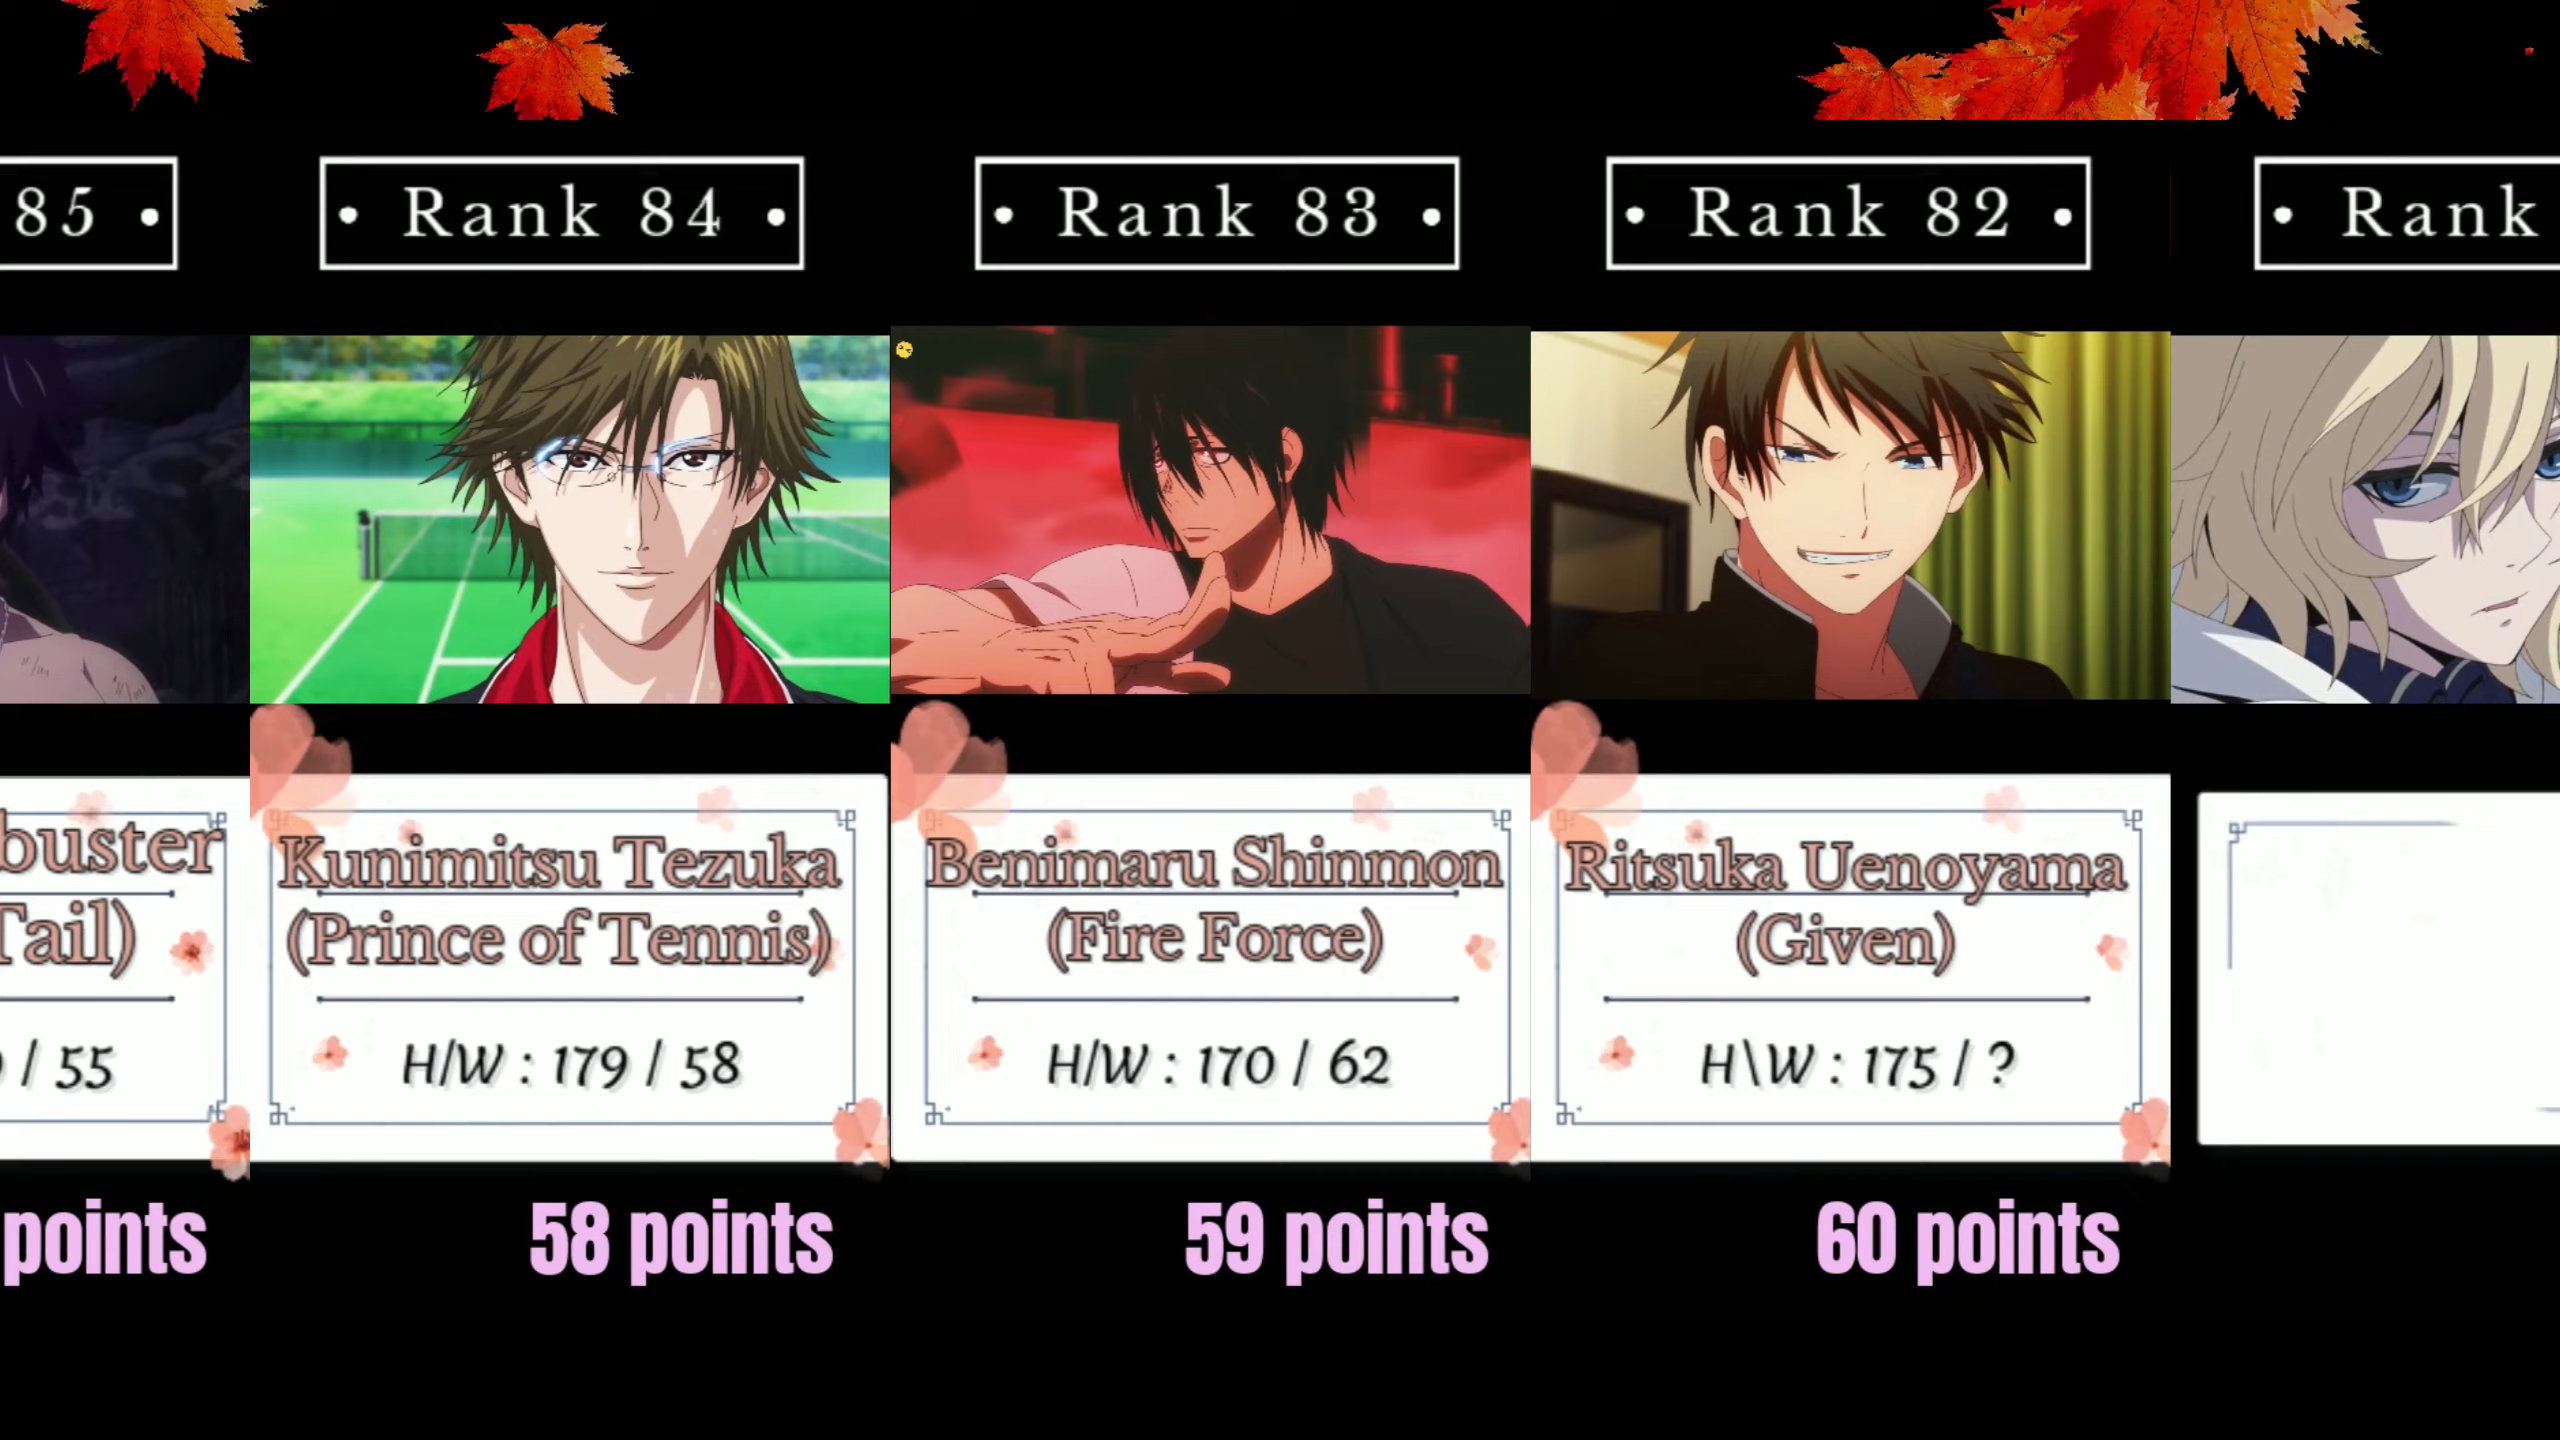 85 •
• Rank 84 •
• Rank 83 •
• Rank 82 •
• Rank
buster
Tail)
/ 55
points
Kunimitsu Tezuka
(Prince of Tennis)
H/W : 179 / 58
58 points
Benimaru Shinmon
(Fire Force)
H/W : 170 / 62
59 points
Ritsuka Uenoyama
(Given)
H\W : 175 / ?
60 points